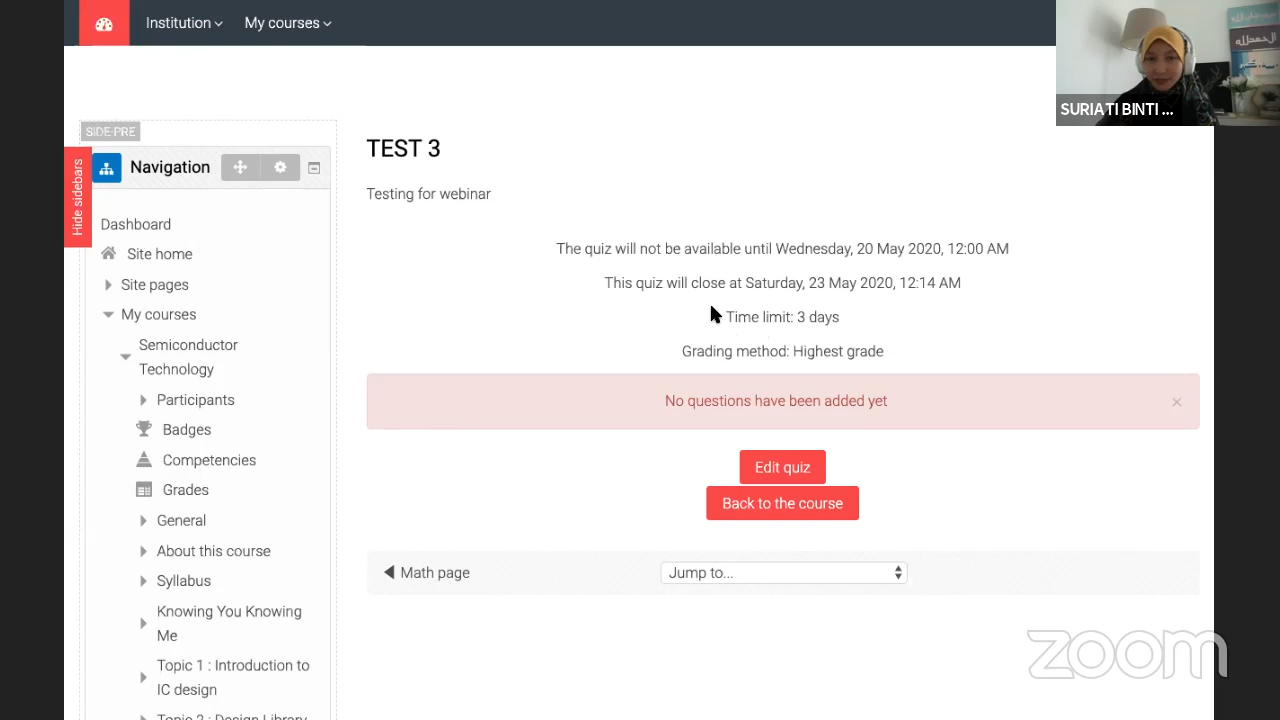 Institution
My courses
SURIATI BINTI ...
SIDE-PRE
Hide sidebars
Navigation
Dashboard
Site home
Site pages
My courses
Semiconductor
Technology
Participants
Badges
Competencies
Grades
General
About this course
Syllabus
Knowing You Knowing
Me
Topic 1 : Introduction to
IC design
Topic 2 : Design Library
TEST 3
Testing for webinar
The quiz will not be available until Wednesday, 20 May 2020, 12:00 AM
This quiz will close at Saturday, 23 May 2020, 12:14 AM
Time limit: 3 days
Grading method: Highest grade
No questions have been added yet
×
Edit quiz
Back to the course
Math page
Jump to...
zoom